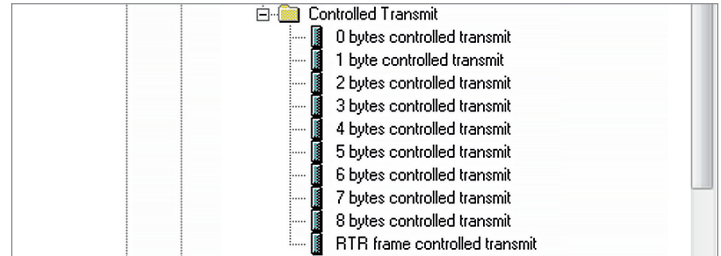 Controlled Transmit
0 bytes controlled transmit
1 byte controlled transmit
2 bytes controlled transmit
3 bytes controlled transmit
4 bytes controlled transmit
5 bytes controlled transmit
6 bytes controlled transmit
7 bytes controlled transmit
8 bytes controlled transmit
RTR frame controlled transmit